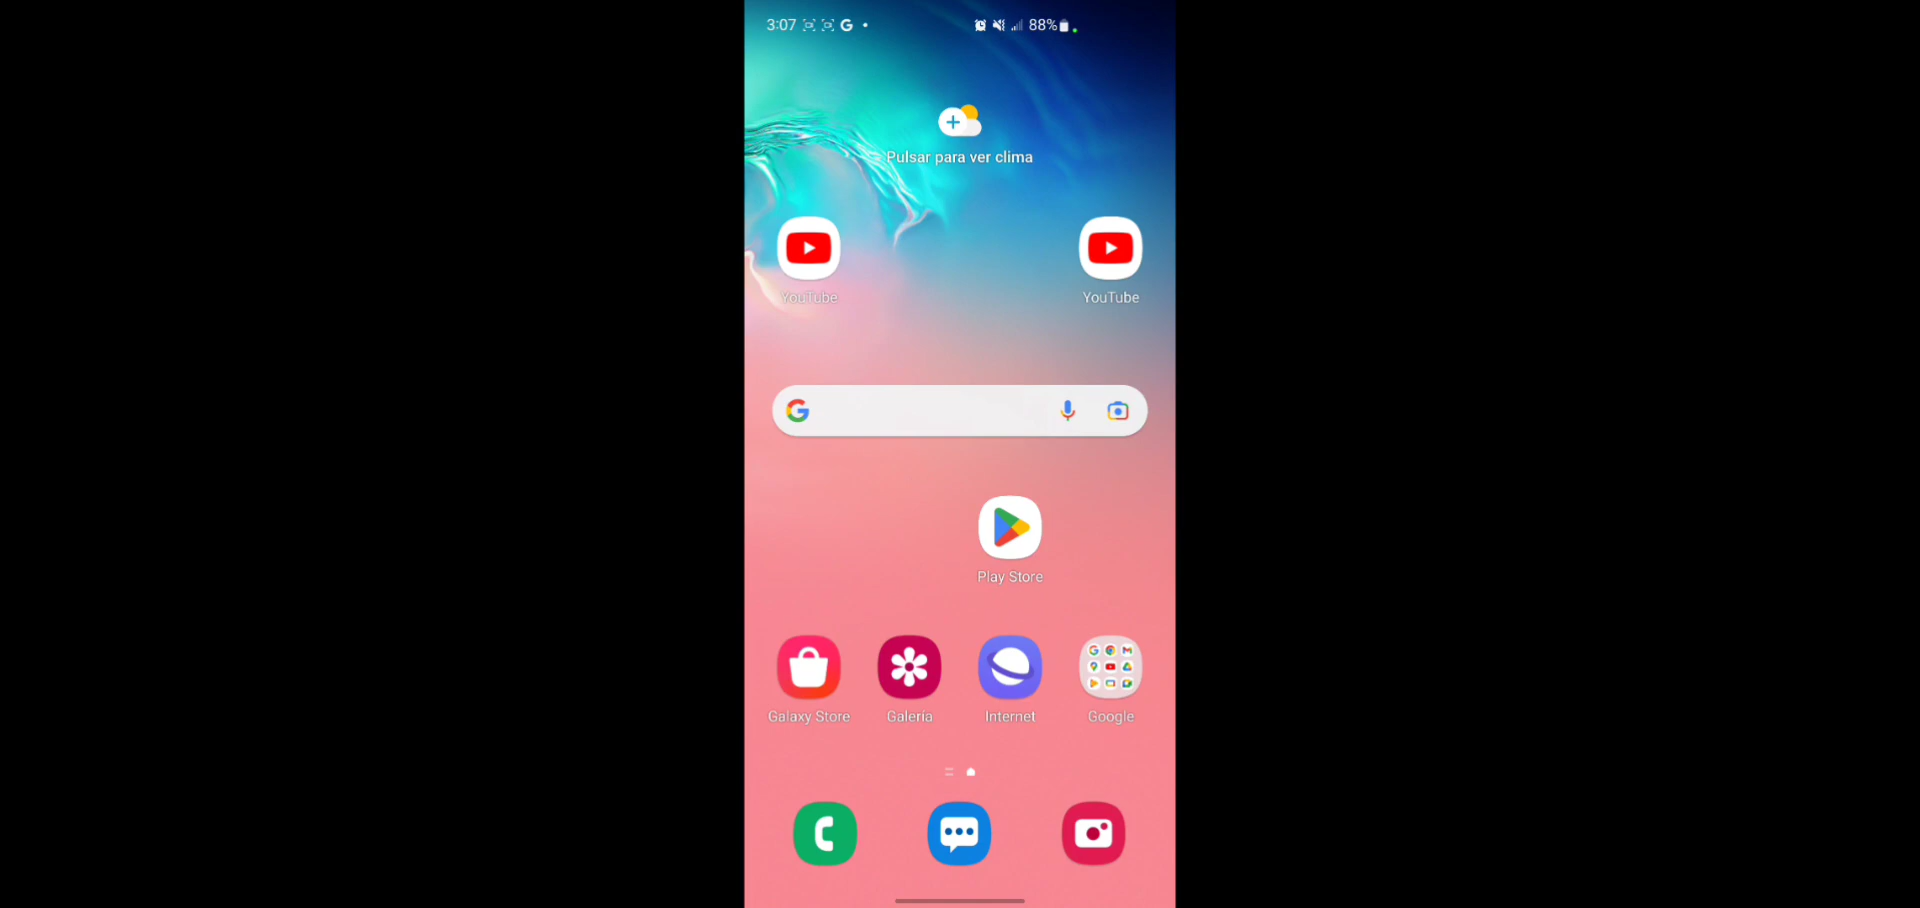 3:07 G 88%
Pulsar para ver clima
YouTube YouTube
G
Play Store
Galaxy Store Galería Internet Google